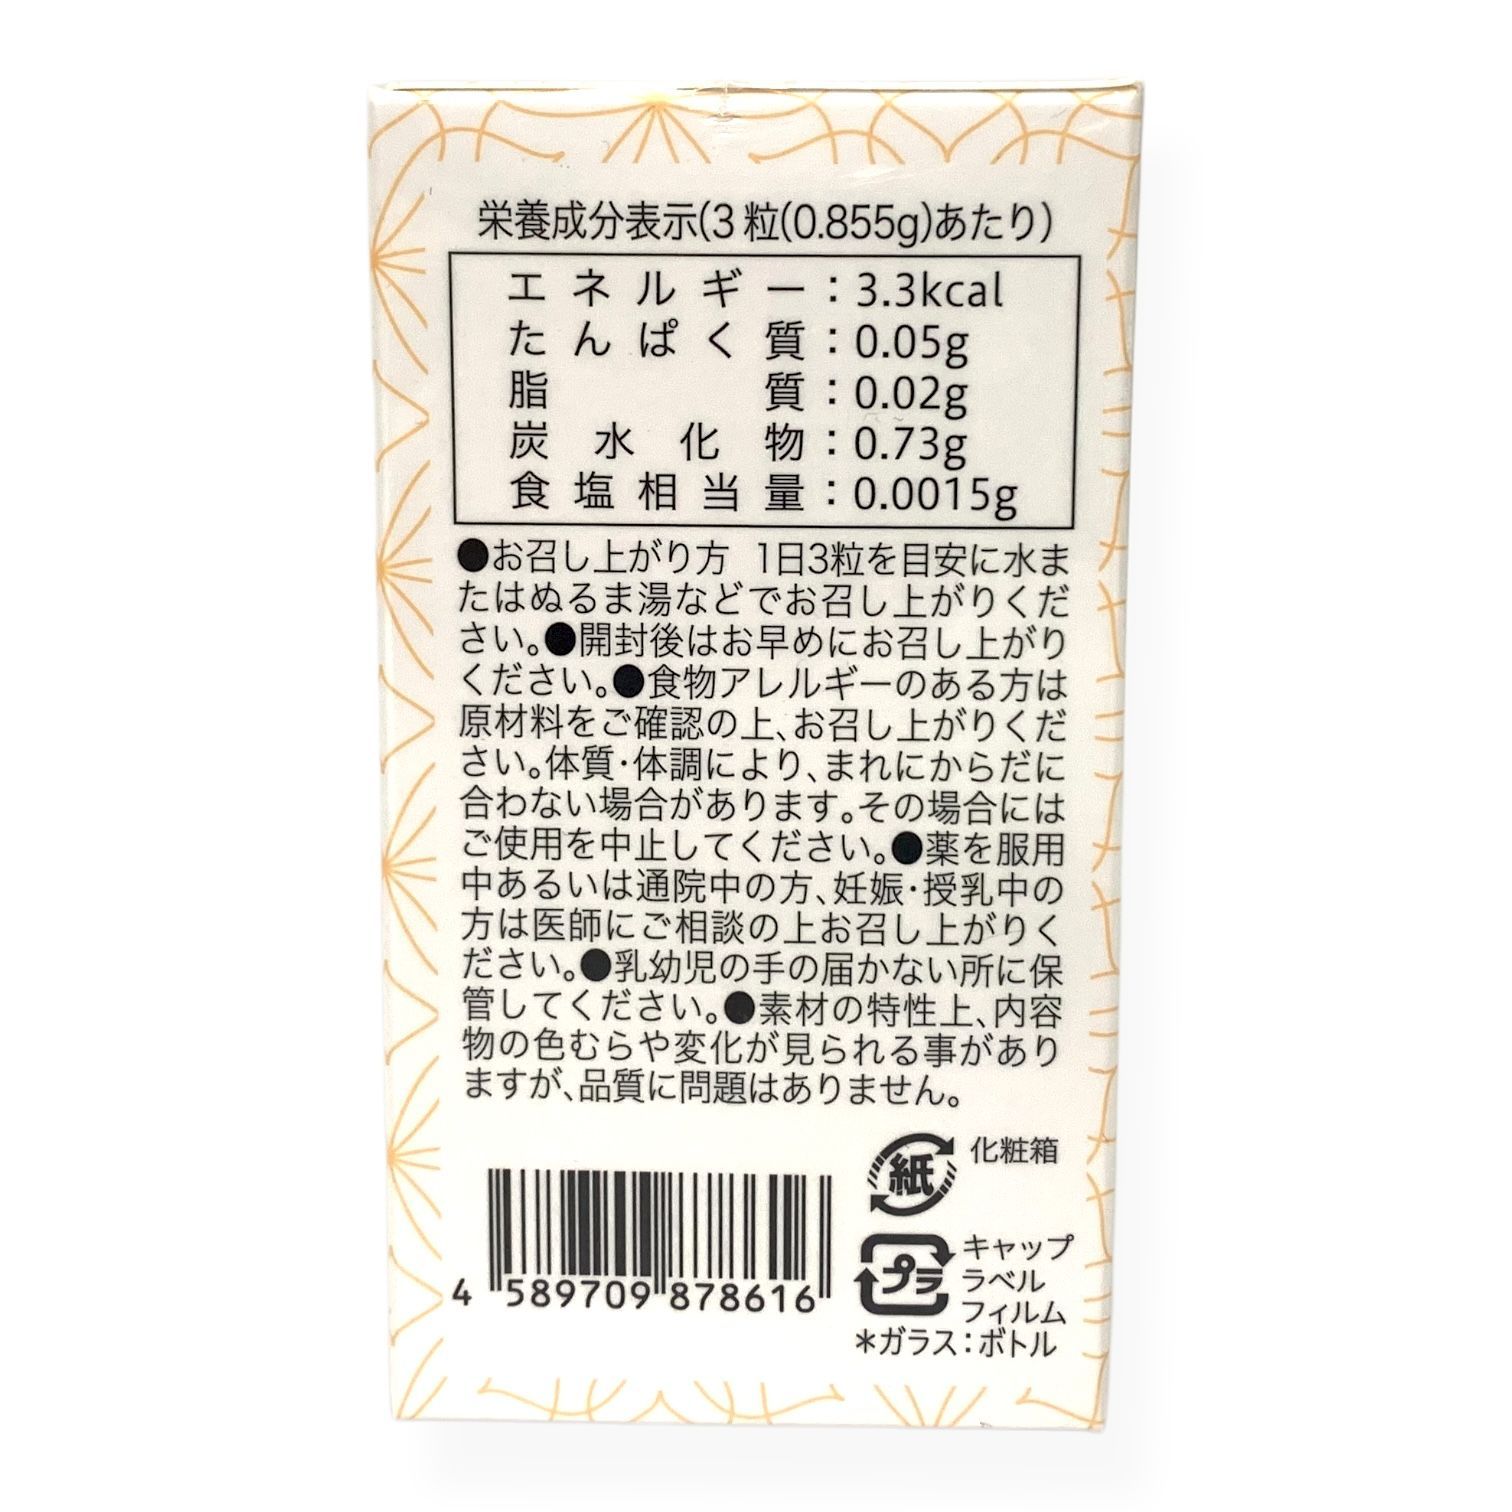 栄養成分表示(3粒(0.855g)あたり)
エネルギー:3.3kcal
たんぱく質:0.05g
脂質:0.02g
炭水化物:0.73g
食塩相当量:0.0015g
●お召し上がり方 1日3粒を目安に水ま
たはぬるま湯などでお召し上がりくだ
さい。●開封後はお早めにお召し上がり
ください。●食物アレルギーのある方は
原材料をご確認の上、お召し上がりくだ
さい。体質・体調により、まれにからだに
合わない場合があります。その場合には
ご使用を中止してください。●薬を服用
中あるいは通院中の方、妊娠・授乳中の
方は医師にご相談の上お召し上がりく
ださい。●乳幼児の手の届かない所に保
管してください。●素材の特性上、内容
物の色むらや変化が見られる事があり
ますが、品質に問題はありません。
紙 化粧箱
プラ キャップ
ラベル
フィルム
*ガラス:ボトル
4 589709 878616